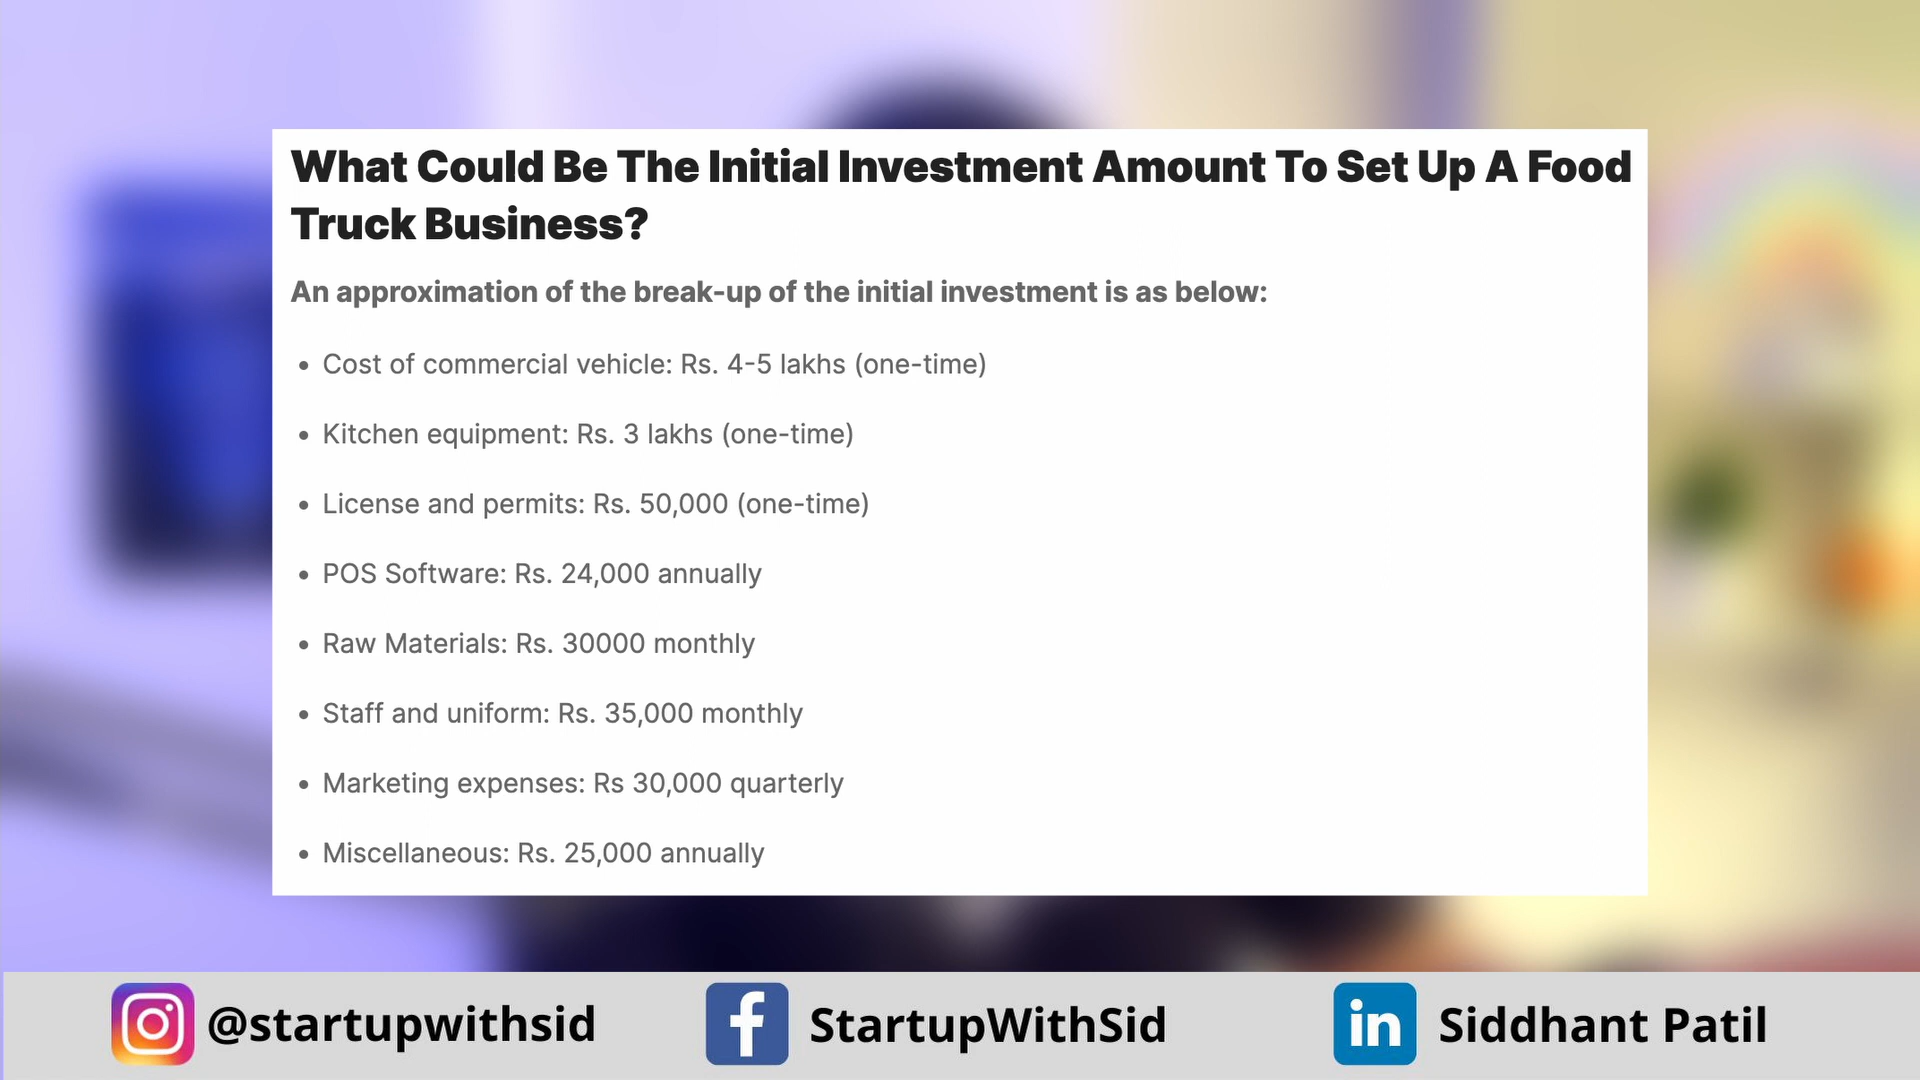 What Could Be The Initial Investment Amount To Set Up A Food
Truck Business?
An approximation of the break-up of the initial investment is as below:
• Cost of commercial vehicle: Rs. 4-5 lakhs (one-time)
• Kitchen equipment: Rs. 3 lakhs (one-time)
• License and permits: Rs. 50,000 (one-time)
• POS Software: Rs. 24,000 annually
• Raw Materials: Rs. 30000 monthly
• Staff and uniform: Rs. 35,000 monthly
• Marketing expenses: Rs 30,000 quarterly
• Miscellaneous: Rs. 25,000 annually
@startupwithsid
StartupWithSid
Siddhant Patil